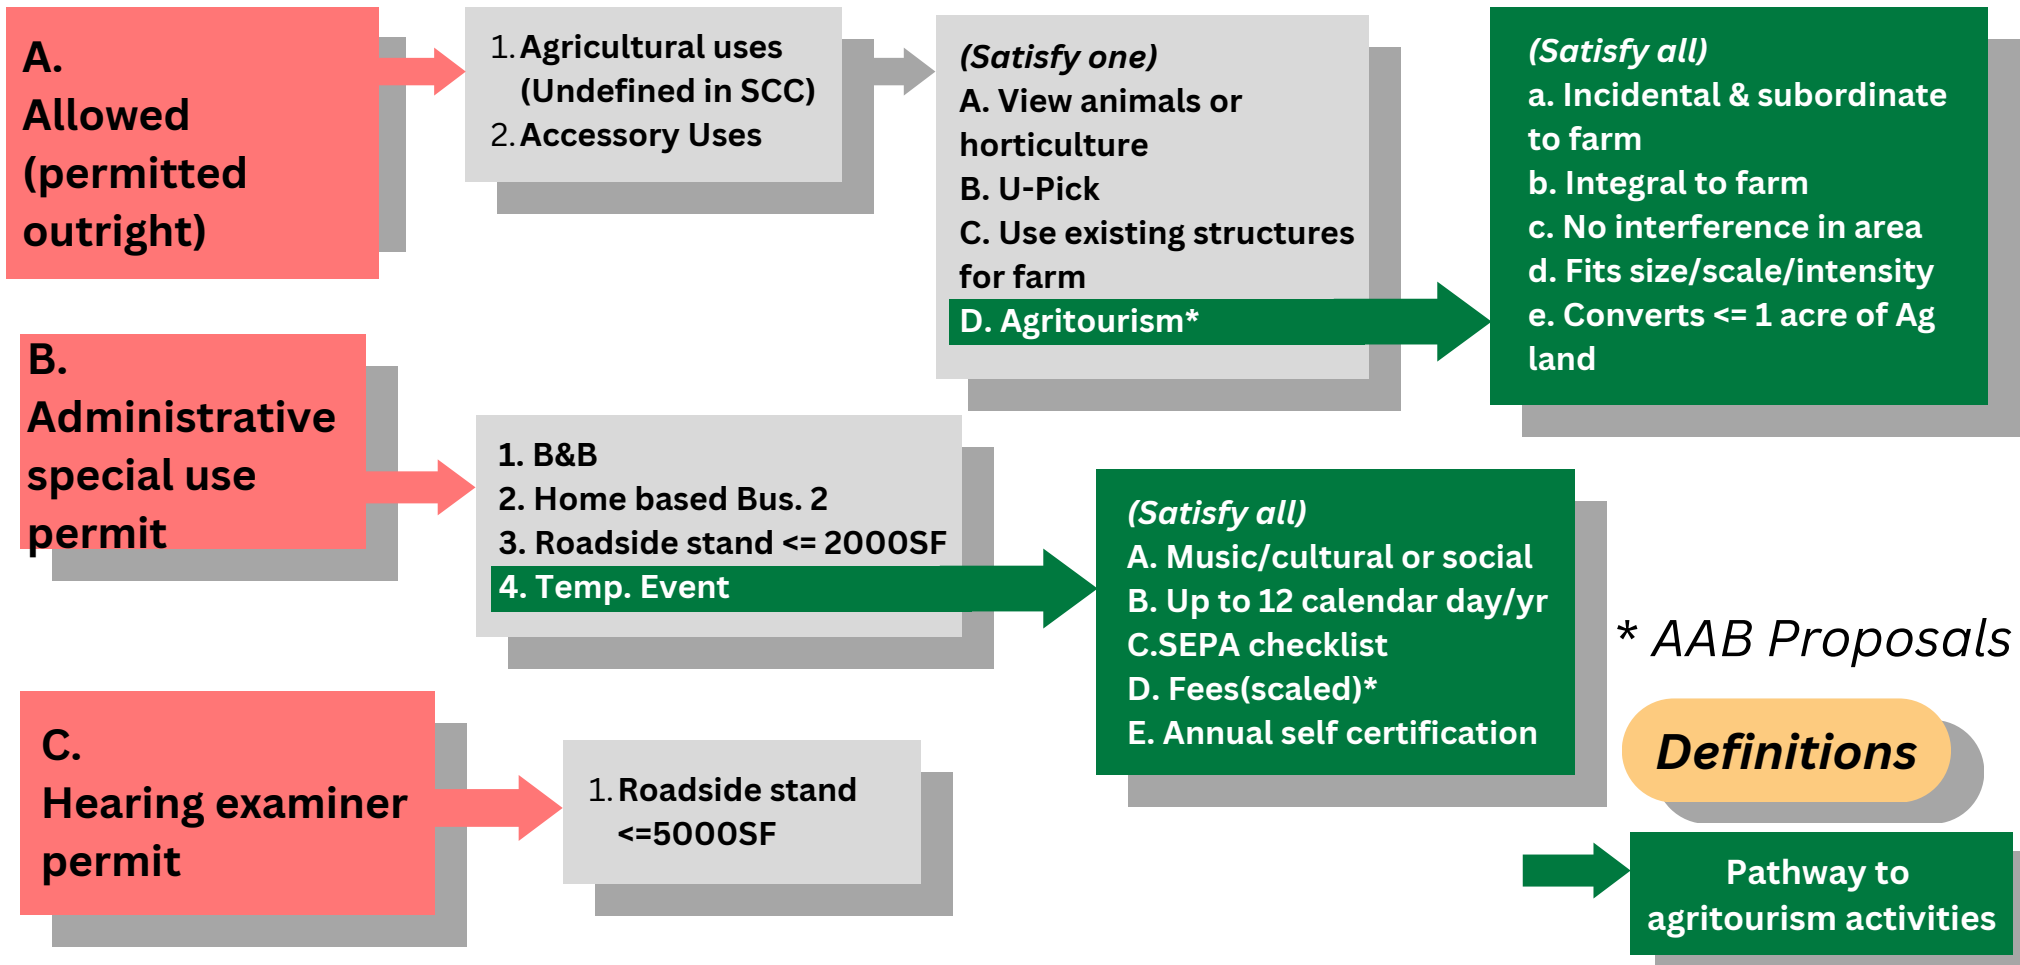 A.
Allowed
(permitted
outright)
1. Agricultural uses
(Undefined in SCC)
2. Accessory Uses
(Satisfy one)
A. View animals or
horticulture
B. U-Pick
C. Use existing structures
for farm
D. Agritourism*
(Satisfy all)
a. Incidental & subordinate
to farm
b. Integral to farm
c. No interference in area
d. Fits size/scale/intensity
e. Converts <= 1 acre of Ag
land
B.
Administrative
special use
permit
1. B&B
2. Home based Bus. 2
3. Roadside stand <= 2000SF
4. Temp. Event
(Satisfy all)
A. Music/cultural or social
B. Up to 12 calendar day/yr
C.SEPA checklist
D. Fees(scaled)*
E. Annual self certification
C.
Hearing examiner
permit
1. Roadside stand
<=5000SF
* AAB Proposals
Definitions
Pathway to
agritourism activities